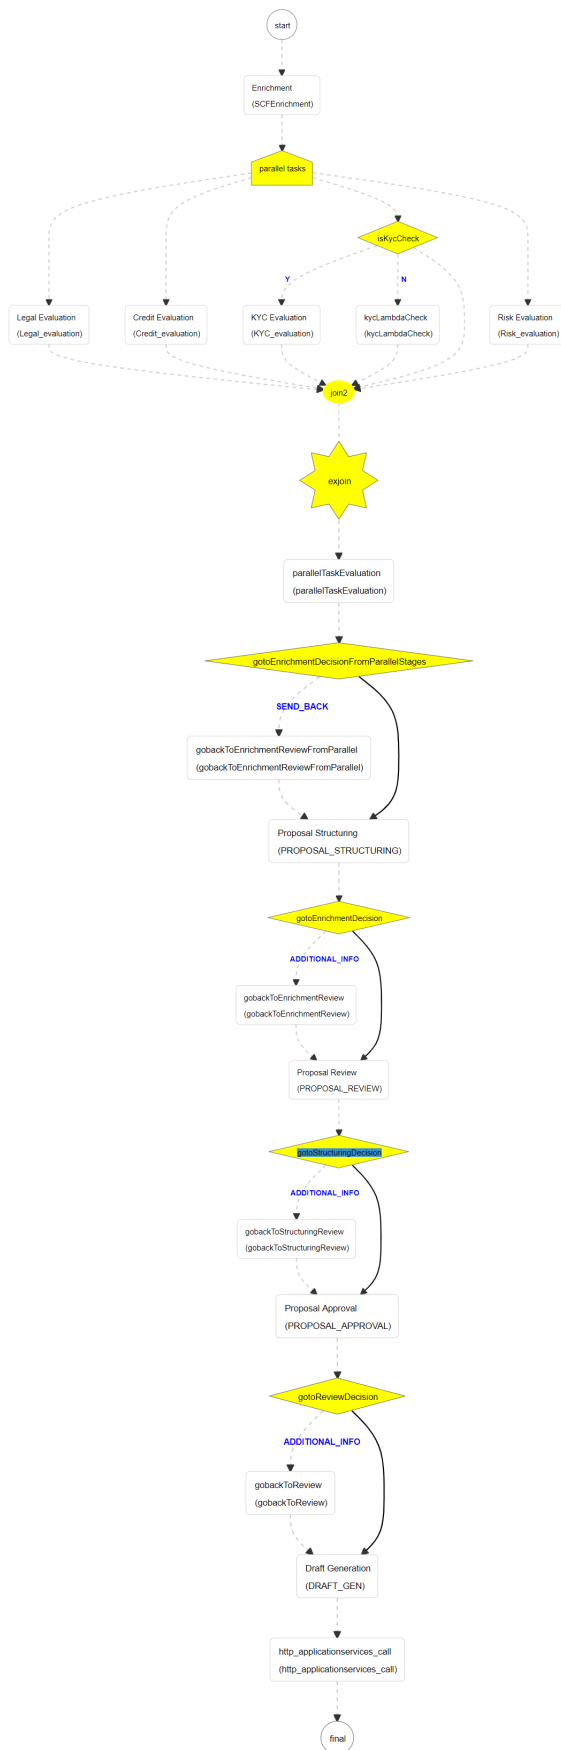 start
Enrichment
(SCFEnrichment)
parallel tasks
isKycCheck
Y
N
Legal Evaluation
(Legal_evaluation)
Credit Evaluation
(Credit_evaluation)
KYC Evaluation
(KYC_evaluation)
kycLambdaCheck
(kycLambdaCheck)
Risk Evaluation
(Risk_evaluation)
join2
exjoin
parallelTaskEvaluation
(parallelTaskEvaluation)
gotoEnrichmentDecisionFromParallelStages
SEND_BACK
gobackToEnrichmentReviewFromParallel
(gobackToEnrichmentReviewFromParallel)
Proposal Structuring
(PROPOSAL_STRUCTURING)
gotoEnrichmentDecision
ADDITIONAL_INFO
gobackToEnrichmentReview
(gobackToEnrichmentReview)
Proposal Review
(PROPOSAL_REVIEW)
gotoStructuringDecision
ADDITIONAL_INFO
gobackToStructuringReview
(gobackToStructuringReview)
Proposal Approval
(PROPOSAL_APPROVAL)
gotoReviewDecision
ADDITIONAL_INFO
gobackToReview
(gobackToReview)
Draft Generation
(DRAFT_GEN)
http_applicationservices_call
(http_applicationservices_call)
final